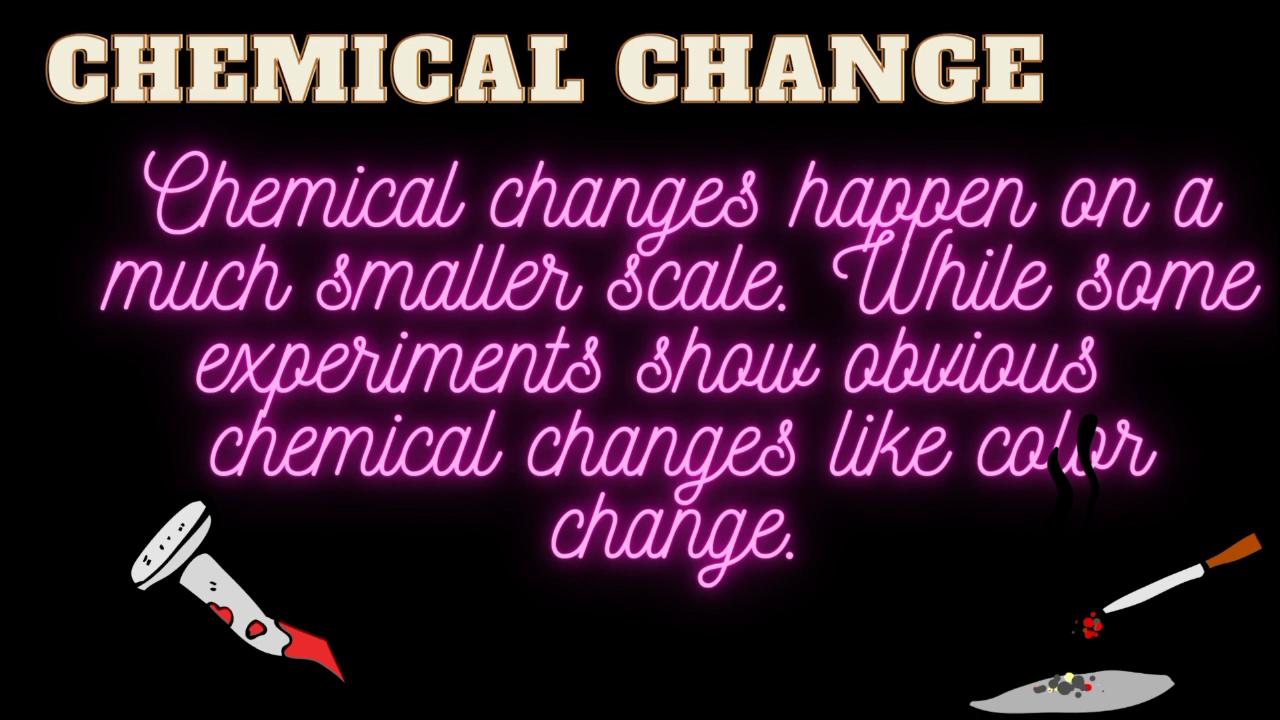 CHEMICAL CHANGE
Chemical changes happen on a
much smaller scale. While some
experiments show obvious
chemical changes like color
change.